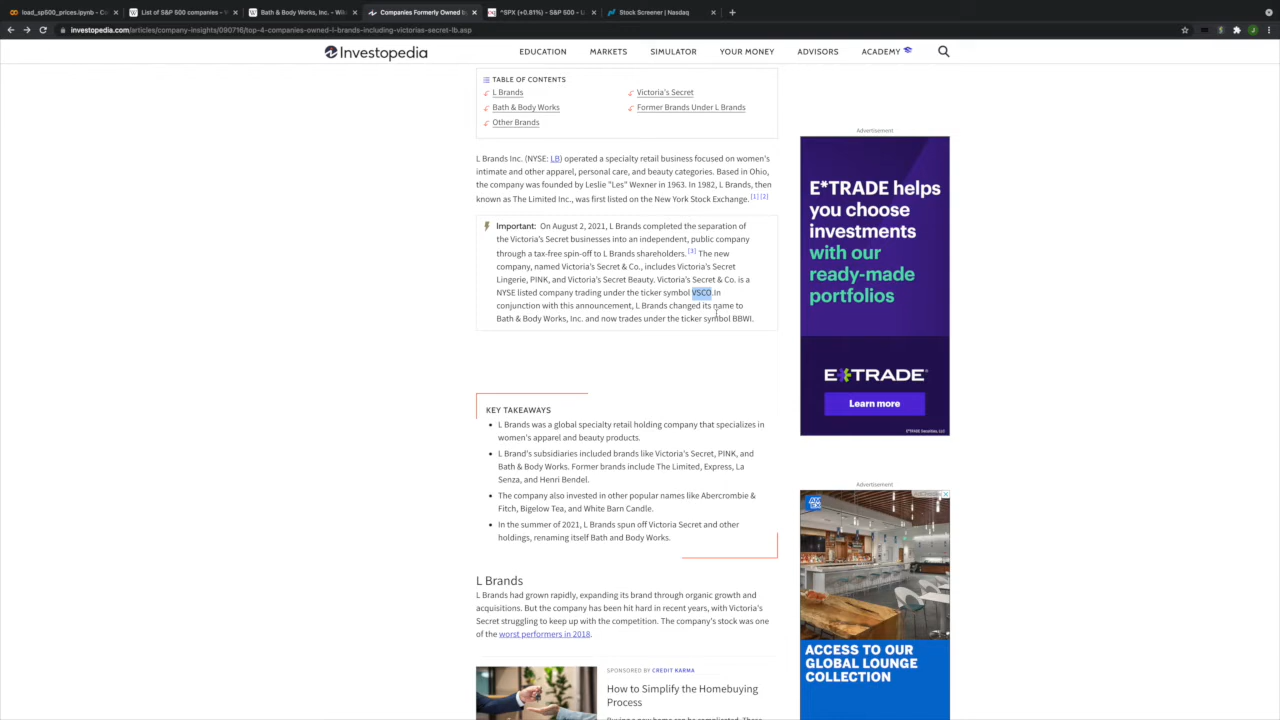 load_sp500_prices.ipynb - Co
List of S&P 500 companies - W
Bath & Body Works, Inc. - Wiki
Companies Formerly Owned b
*SPX (+0.81%) - S&P 500 - U
Stock Screener | Nasdaq
investopedia.com/articles/company-insights/090716/top-4-companies-owned-l-brands-including-victorias-secret-lb.asp
Investopedia
EDUCATION
MARKETS
SIMULATOR
YOUR MONEY
ADVISORS
ACADEMY
TABLE OF CONTENTS
L Brands
Victoria's Secret
Bath & Body Works
Former Brands Under L Brands
Other Brands
L Brands Inc. (NYSE: LB) operated a specialty retail business focused on women's
intimate and other apparel, personal care, and beauty categories. Based in Ohio,
the company was founded by Leslie "Les" Wexner in 1963. In 1982, L Brands, then
known as The Limited Inc., was first listed on the New York Stock Exchange. [1] [2]
Important: On August 2, 2021, L Brands completed the separation of
the Victoria's Secret businesses into an independent, public company
through a tax-free spin-off to L Brands shareholders. [3] The new
company, named Victoria's Secret & Co., includes Victoria's Secret
Lingerie, PINK, and Victoria's Secret Beauty. Victoria's Secret & Co. is a
NYSE listed company trading under the ticker symbol VSCO.In
conjunction with this announcement, L Brands changed its name to
Bath & Body Works, Inc. and now trades under the ticker symbol BBWI.
KEY TAKEAWAYS
• L Brands was a global specialty retail holding company that specializes in
women's apparel and beauty products.
• L Brand's subsidiaries included brands like Victoria's Secret, PINK, and
Bath & Body Works. Former brands include The Limited, Express, La
Senza, and Henri Bendel.
• The company also invested in other popular names like Abercrombie &
Fitch, Bigelow Tea, and White Barn Candle.
• In the summer of 2021, L Brands spun off Victoria Secret and other
holdings, renaming itself Bath and Body Works.
L Brands
L Brands had grown rapidly, expanding its brand through organic growth and
acquisitions. But the company has been hit hard in recent years, with Victoria's
Secret struggling to keep up with the competition. The company's stock was one
of the worst performers in 2018.
SPONSORED BY CREDIT KARMA
How to Simplify the Homebuying
Process
Advertisement
E*TRADE helps
you choose
investments
with our
ready-made
portfolios
E*TRADE
Learn more
E*TRADE Securities, LLC
Advertisement
AM
EX
ACCESS TO OUR
GLOBAL LOUNGE
COLLECTION